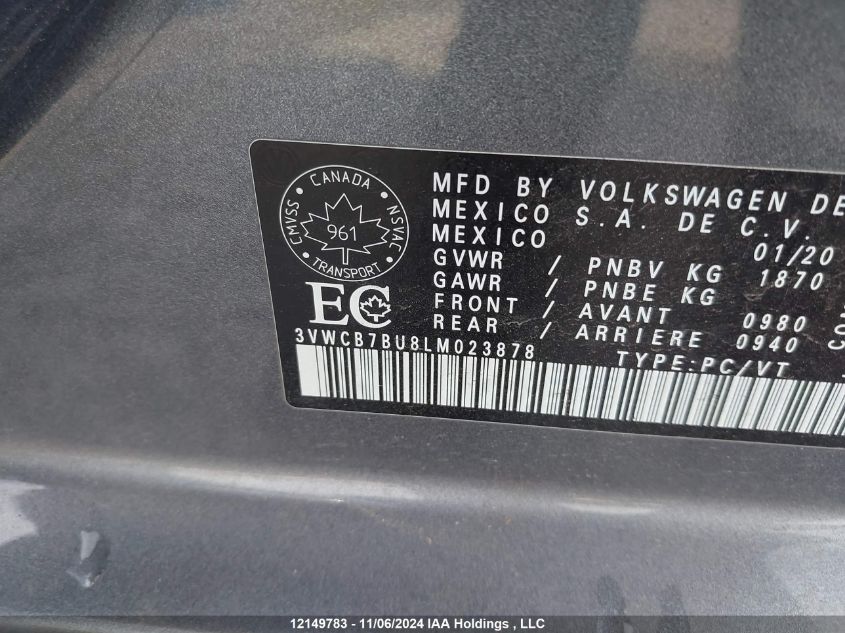 CANADA
CMVSS
NSVAC
961
TRANSPORT
EC
MFD BY VOLKSWAGEN DE
MEXICO S.A. DE C.V.
MEXICO 01/20
GVWR / PNBV KG 1870
GAWR / PNBE KG
FRONT / AVANT 0980
REAR / ARRIERE 0940
3VWCB7BU8LM023878 TYPE:PC/VT
12149783 - 11/06/2024 IAA Holdings , LLC